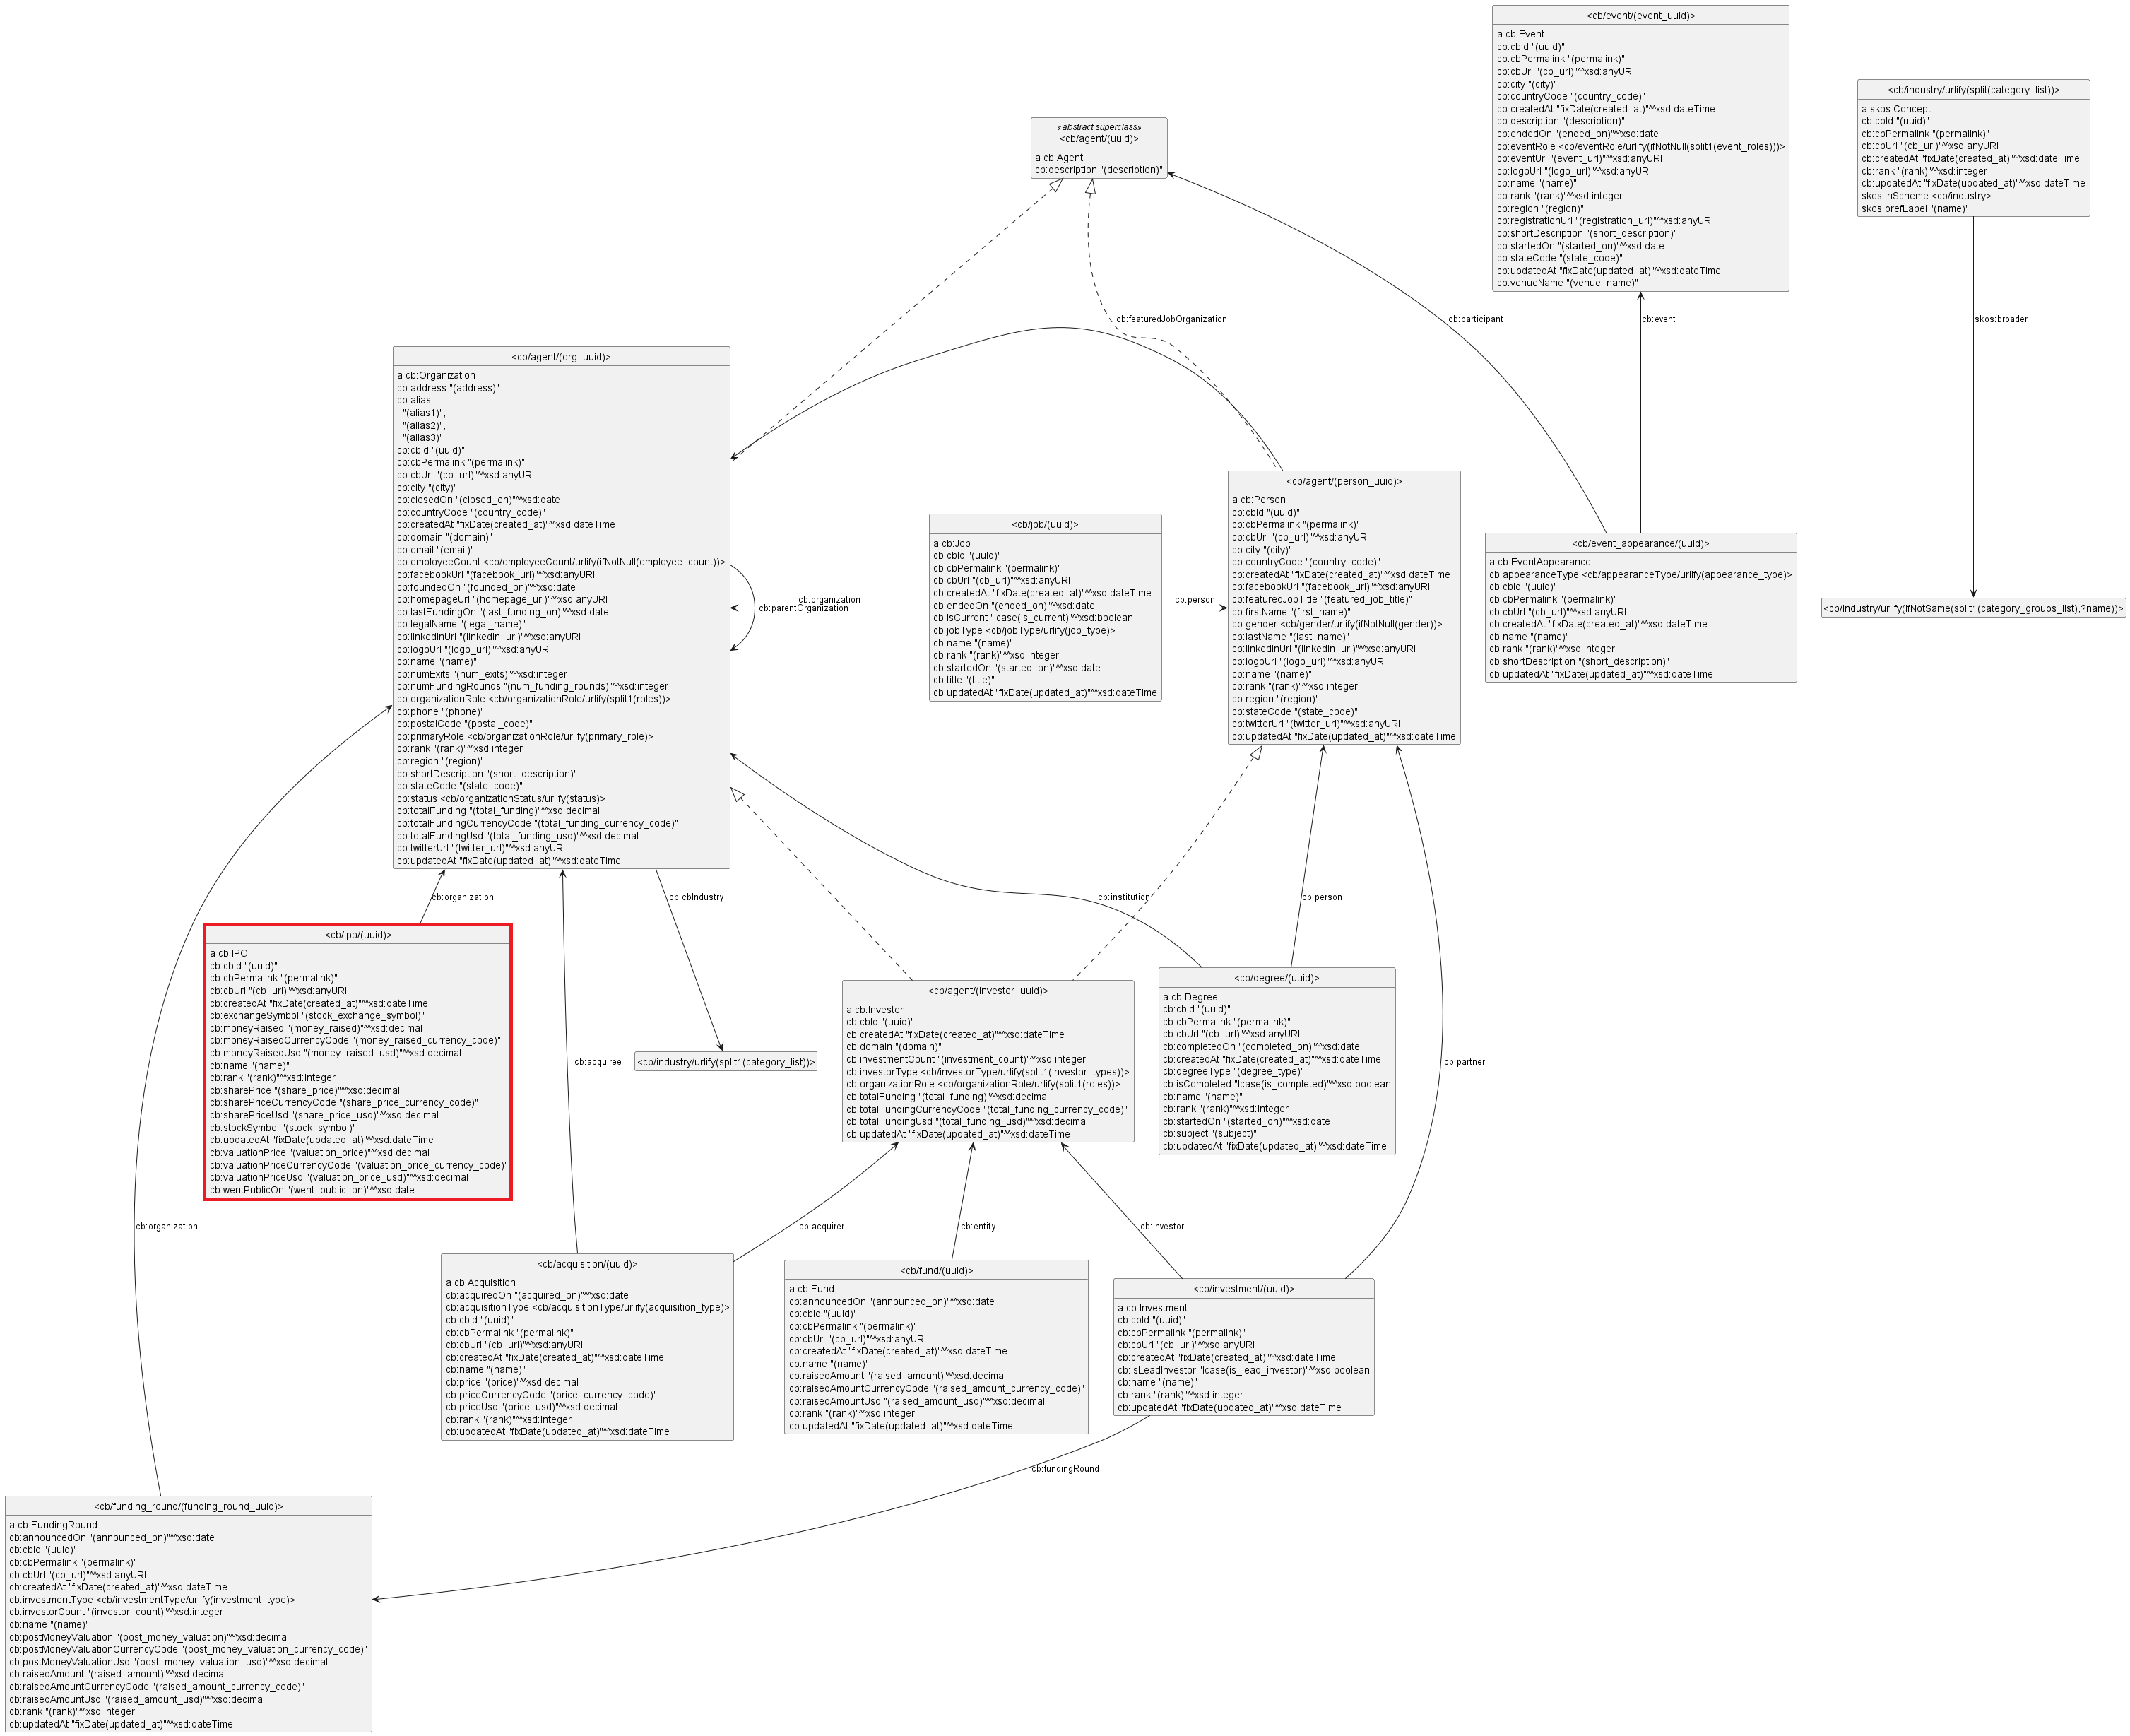 <cb/event/(event_uuid)>
a cb:Event
cb:cbId "(uuid)"
cb:cbPermalink "(permalink)"
cb:cbUrl "(cb_url)"^^xsd:anyURI
cb:city "(city)"
cb:countryCode "(country_code)"
cb:createdAt "fixDate(created_at)"^^xsd:dateTime
cb:description "(description)"
cb:endedOn "(ended_on)"^^xsd:date
cb:eventRole <cb/eventRole/urlify(ifNotNull(split1(event_roles)))>
cb:eventUrl "(event_url)"^^xsd:anyURI
cb:logoUrl "(logo_url)"^^xsd:anyURI
cb:name "(name)"
cb:rank "(rank)"^^xsd:integer
cb:region "(region)"
cb:registrationUrl "(registration_url)"^^xsd:anyURI
cb:shortDescription "(short_description)"
cb:startedOn "(started_on)"^^xsd:date
cb:stateCode "(state_code)"
cb:updatedAt "fixDate(updated_at)"^^xsd:dateTime
cb:venueName "(venue_name)"
<cb/industry/urlify(split(category_list))>
a skos:Concept
cb:cbId "(uuid)"
cb:cbPermalink "(permalink)"
cb:cbUrl "(cb_url)"^^xsd:anyURI
cb:createdAt "fixDate(created_at)"^^xsd:dateTime
cb:rank "(rank)"^^xsd:integer
cb:updatedAt "fixDate(updated_at)"^^xsd:dateTime
skos:inScheme <cb/industry>
skos:prefLabel "(name)"
«abstract superclass»
<cb/agent/(uuid)>
a cb:Agent
cb:description "(description)"
cb:featuredJobOrganization
cb:participant
cb:event
skos:broader
<cb/agent/(org_uuid)>
a cb:Organization
cb:address "(address)"
cb:alias
"(alias1)",
"(alias2)",
"(alias3)"
cb:cbId "(uuid)"
cb:cbPermalink "(permalink)"
cb:cbUrl "(cb_url)"^^xsd:anyURI
cb:city "(city)"
cb:closedOn "(closed_on)"^^xsd:date
cb:countryCode "(country_code)"
cb:createdAt "fixDate(created_at)"^^xsd:dateTime
cb:domain "(domain)"
cb:email "(email)"
cb:employeeCount <cb/employeeCount/urlify(ifNotNull(employee_count))>
cb:facebookUrl "(facebook_url)"^^xsd:anyURI
cb:foundedOn "(founded_on)"^^xsd:date
cb:homepageUrl "(homepage_url)"^^xsd:anyURI
cb:lastFundingOn "(last_funding_on)"^^xsd:date
cb:legalName "(legal_name)"
cb:linkedinUrl "(linkedin_url)"^^xsd:anyURI
cb:logoUrl "(logo_url)"^^xsd:anyURI
cb:name "(name)"
cb:numExits "(num_exits)"^^xsd:integer
cb:numFundingRounds "(num_funding_rounds)"^^xsd:integer
cb:organizationRole <cb/organizationRole/urlify(split1(roles))>
cb:phone "(phone)"
cb:postalCode "(postal_code)"
cb:primaryRole <cb/organizationRole/urlify(primary_role)>
cb:rank "(rank)"^^xsd:integer
cb:region "(region)"
cb:shortDescription "(short_description)"
cb:stateCode "(state_code)"
cb:status <cb/organizationStatus/urlify(status)>
cb:totalFunding "(total_funding)"^^xsd:decimal
cb:totalFundingCurrencyCode "(total_funding_currency_code)"
cb:totalFundingUsd "(total_funding_usd)"^^xsd:decimal
cb:twitterUrl "(twitter_url)"^^xsd:anyURI
cb:updatedAt "fixDate(updated_at)"^^xsd:dateTime
cb:organization
cb:parentOrganization
<cb/job/(uuid)>
a cb:Job
cb:cbId "(uuid)"
cb:cbPermalink "(permalink)"
cb:cbUrl "(cb_url)"^^xsd:anyURI
cb:createdAt "fixDate(created_at)"^^xsd:dateTime
cb:endedOn "(ended_on)"^^xsd:date
cb:isCurrent "lcase(is_current)"^^xsd:boolean
cb:jobType <cb/jobType/urlify(job_type)>
cb:name "(name)"
cb:rank "(rank)"^^xsd:integer
cb:startedOn "(started_on)"^^xsd:date
cb:title "(title)"
cb:updatedAt "fixDate(updated_at)"^^xsd:dateTime
cb:person
<cb/agent/(person_uuid)>
a cb:Person
cb:cbId "(uuid)"
cb:cbPermalink "(permalink)"
cb:cbUrl "(cb_url)"^^xsd:anyURI
cb:city "(city)"
cb:countryCode "(country_code)"
cb:createdAt "fixDate(created_at)"^^xsd:dateTime
cb:facebookUrl "(facebook_url)"^^xsd:anyURI
cb:featuredJobTitle "(featured_job_title)"
cb:firstName "(first_name)"
cb:gender <cb/gender/urlify(ifNotNull(gender))>
cb:lastName "(last_name)"
cb:linkedinUrl "(linkedin_url)"^^xsd:anyURI
cb:logoUrl "(logo_url)"^^xsd:anyURI
cb:name "(name)"
cb:rank "(rank)"^^xsd:integer
cb:region "(region)"
cb:stateCode "(state_code)"
cb:twitterUrl "(twitter_url)"^^xsd:anyURI
cb:updatedAt "fixDate(updated_at)"^^xsd:dateTime
<cb/event_appearance/(uuid)>
a cb:EventAppearance
cb:appearanceType <cb/appearanceType/urlify(appearance_type)>
cb:cbId "(uuid)"
cb:cbPermalink "(permalink)"
cb:cbUrl "(cb_url)"^^xsd:anyURI
cb:createdAt "fixDate(created_at)"^^xsd:dateTime
cb:name "(name)"
cb:rank "(rank)"^^xsd:integer
cb:shortDescription "(short_description)"
cb:updatedAt "fixDate(updated_at)"^^xsd:dateTime
<cb/industry/urlify(ifNotSame(split1(category_groups_list),?name))>
cb:organization
cb:cbIndustry
cb:institution
cb:person
<cb/ipo/(uuid)>
a cb:IPO
cb:cbId "(uuid)"
cb:cbPermalink "(permalink)"
cb:cbUrl "(cb_url)"^^xsd:anyURI
cb:createdAt "fixDate(created_at)"^^xsd:dateTime
cb:exchangeSymbol "(stock_exchange_symbol)"
cb:moneyRaised "(money_raised)"^^xsd:decimal
cb:moneyRaisedCurrencyCode "(money_raised_currency_code)"
cb:moneyRaisedUsd "(money_raised_usd)"^^xsd:decimal
cb:name "(name)"
cb:rank "(rank)"^^xsd:integer
cb:sharePrice "(share_price)"^^xsd:decimal
cb:sharePriceCurrencyCode "(share_price_currency_code)"
cb:sharePriceUsd "(share_price_usd)"^^xsd:decimal
cb:stockSymbol "(stock_symbol)"
cb:updatedAt "fixDate(updated_at)"^^xsd:dateTime
cb:valuationPrice "(valuation_price)"^^xsd:decimal
cb:valuationPriceCurrencyCode "(valuation_price_currency_code)"
cb:valuationPriceUsd "(valuation_price_usd)"^^xsd:decimal
cb:wentPublicOn "(went_public_on)"^^xsd:date
cb:acquiree
<cb/industry/urlify(split1(category_list))>
<cb/agent/(investor_uuid)>
a cb:Investor
cb:cbId "(uuid)"
cb:createdAt "fixDate(created_at)"^^xsd:dateTime
cb:domain "(domain)"
cb:investmentCount "(investment_count)"^^xsd:integer
cb:investorType <cb/investorType/urlify(split1(investor_types))>
cb:organizationRole <cb/organizationRole/urlify(split1(roles))>
cb:totalFunding "(total_funding)"^^xsd:decimal
cb:totalFundingCurrencyCode "(total_funding_currency_code)"
cb:totalFundingUsd "(total_funding_usd)"^^xsd:decimal
cb:updatedAt "fixDate(updated_at)"^^xsd:dateTime
<cb/degree/(uuid)>
a cb:Degree
cb:cbId "(uuid)"
cb:cbPermalink "(permalink)"
cb:cbUrl "(cb_url)"^^xsd:anyURI
cb:completedOn "(completed_on)"^^xsd:date
cb:createdAt "fixDate(created_at)"^^xsd:dateTime
cb:degreeType "(degree_type)"
cb:isCompleted "lcase(is_completed)"^^xsd:boolean
cb:name "(name)"
cb:rank "(rank)"^^xsd:integer
cb:startedOn "(started_on)"^^xsd:date
cb:subject "(subject)"
cb:updatedAt "fixDate(updated_at)"^^xsd:dateTime
cb:partner
cb:organization
cb:acquirer
cb:entity
cb:investor
<cb/acquisition/(uuid)>
a cb:Acquisition
cb:acquiredOn "(acquired_on)"^^xsd:date
cb:acquisitionType <cb/acquisitionType/urlify(acquisition_type)>
cb:cbId "(uuid)"
cb:cbPermalink "(permalink)"
cb:cbUrl "(cb_url)"^^xsd:anyURI
cb:createdAt "fixDate(created_at)"^^xsd:dateTime
cb:name "(name)"
cb:price "(price)"^^xsd:decimal
cb:priceCurrencyCode "(price_currency_code)"
cb:priceUsd "(price_usd)"^^xsd:decimal
cb:rank "(rank)"^^xsd:integer
cb:updatedAt "fixDate(updated_at)"^^xsd:dateTime
<cb/fund/(uuid)>
a cb:Fund
cb:announcedOn "(announced_on)"^^xsd:date
cb:cbId "(uuid)"
cb:cbPermalink "(permalink)"
cb:cbUrl "(cb_url)"^^xsd:anyURI
cb:createdAt "fixDate(created_at)"^^xsd:dateTime
cb:name "(name)"
cb:raisedAmount "(raised_amount)"^^xsd:decimal
cb:raisedAmountCurrencyCode "(raised_amount_currency_code)"
cb:raisedAmountUsd "(raised_amount_usd)"^^xsd:decimal
cb:rank "(rank)"^^xsd:integer
cb:updatedAt "fixDate(updated_at)"^^xsd:dateTime
<cb/investment/(uuid)>
a cb:Investment
cb:cbId "(uuid)"
cb:cbPermalink "(permalink)"
cb:cbUrl "(cb_url)"^^xsd:anyURI
cb:createdAt "fixDate(created_at)"^^xsd:dateTime
cb:isLeadInvestor "lcase(is_lead_investor)"^^xsd:boolean
cb:name "(name)"
cb:rank "(rank)"^^xsd:integer
cb:updatedAt "fixDate(updated_at)"^^xsd:dateTime
cb:fundingRound
<cb/funding_round/(funding_round_uuid)>
a cb:FundingRound
cb:announcedOn "(announced_on)"^^xsd:date
cb:cbId "(uuid)"
cb:cbPermalink "(permalink)"
cb:cbUrl "(cb_url)"^^xsd:anyURI
cb:createdAt "fixDate(created_at)"^^xsd:dateTime
cb:investmentType <cb/investmentType/urlify(investment_type)>
cb:investorCount "(investor_count)"^^xsd:integer
cb:name "(name)"
cb:postMoneyValuation "(post_money_valuation)"^^xsd:decimal
cb:postMoneyValuationCurrencyCode "(post_money_valuation_currency_code)"
cb:postMoneyValuationUsd "(post_money_valuation_usd)"^^xsd:decimal
cb:raisedAmount "(raised_amount)"^^xsd:decimal
cb:raisedAmountCurrencyCode "(raised_amount_currency_code)"
cb:raisedAmountUsd "(raised_amount_usd)"^^xsd:decimal
cb:rank "(rank)"^^xsd:integer
cb:updatedAt "fixDate(updated_at)"^^xsd:dateTime